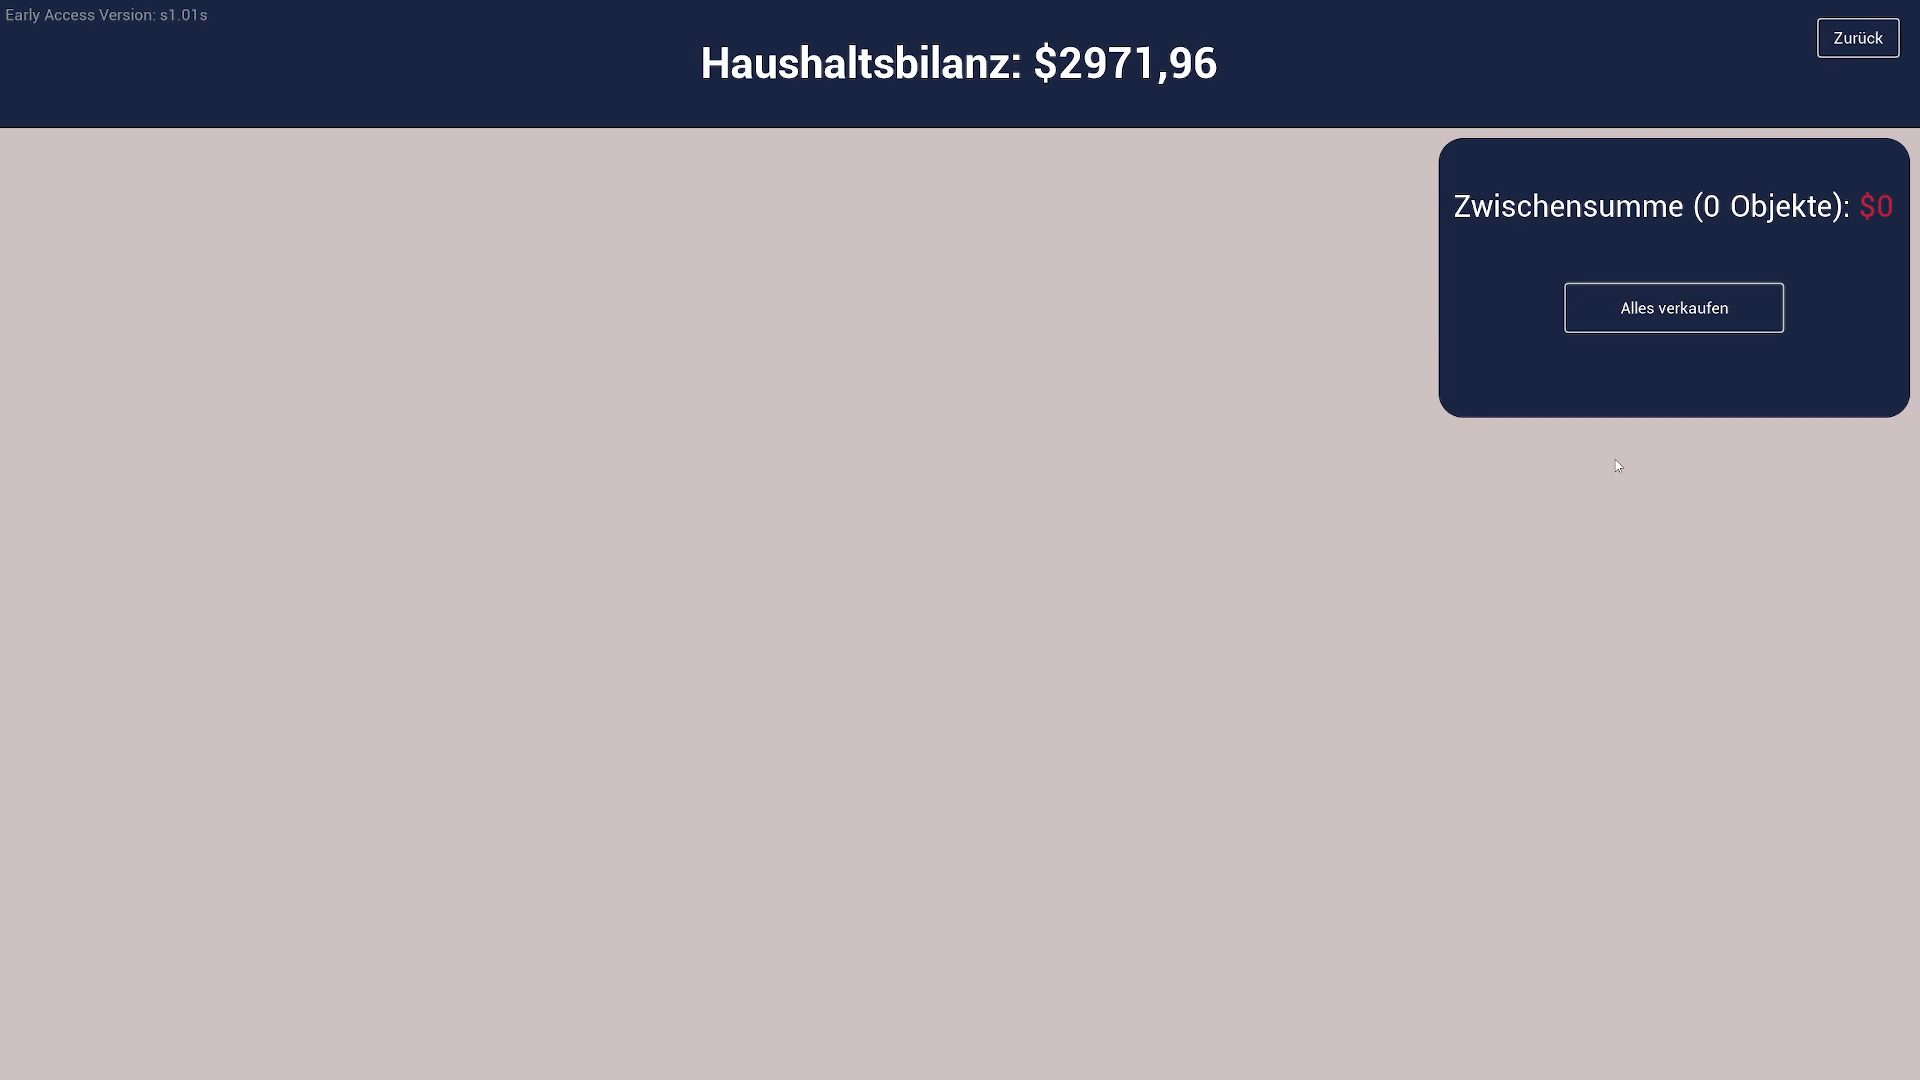 Early Access Version: s1.01s
Haushaltsbilanz: $2971,96
Zurück
Zwischensumme (0 Objekte): $0
Alles verkaufen